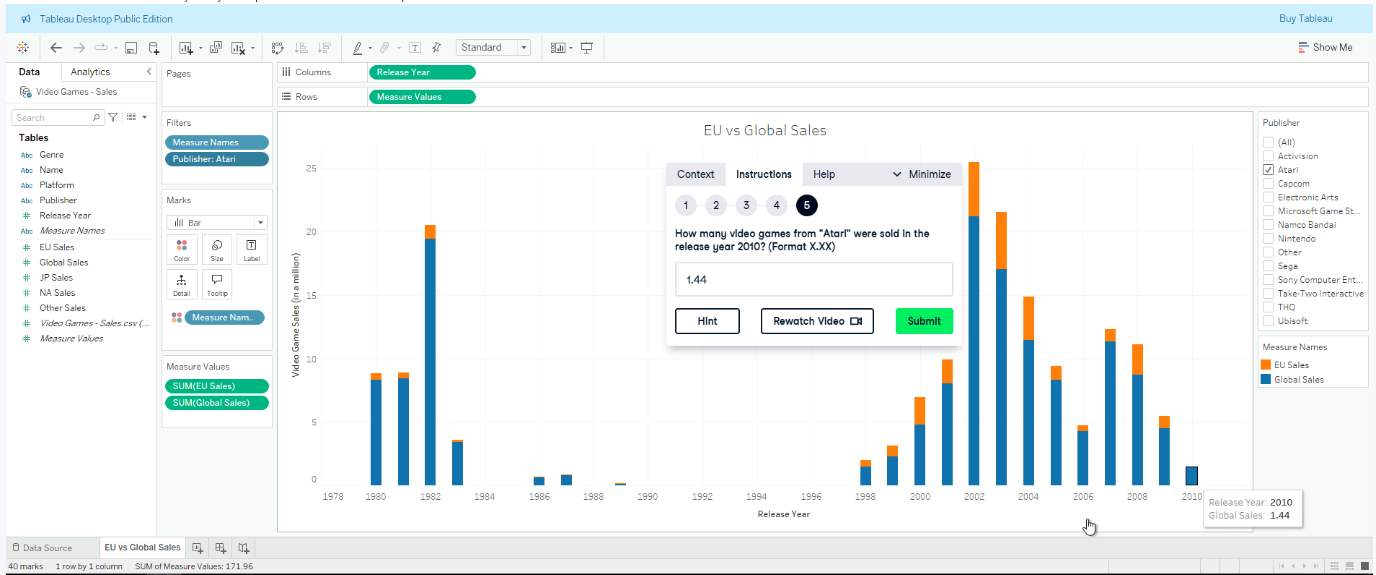 Tableau Desktop Public Edition
Buy Tableau
Standard
Show Me
Data
Analytics
Video Games - Sales
Search
Tables
Abc Genre
Abc Name
Abc Platform
Abc Publisher
# Release Year
Abc Measure Names
# EU Sales
# Global Sales
# JP Sales
# NA Sales
# Other Sales
# Video Games - Sales.csv (...
# Measure Values
Pages
Filters
Measure Names
Publisher: Atari
Marks
Bar
Color
Size
Label
Detail
Tooltip
Measure Nam..
Measure Values
SUM(EU Sales)
SUM(Global Sales)
Columns
Release Year
Rows
Measure Values
EU vs Global Sales
Video Game Sales (in a million)
25
20
15
10
5
0
1978 1980 1982 1984 1986 1988 1990 1992 1994 1996 1998 2000 2002 2004 2006 2008 2010
Release Year
Context
Instructions
Help
Minimize
1 2 3 4 5
How many video games from "Atari" were sold in the
release year 2010? (Format X.XX)
1.44
Hint
Rewatch Video
Submit
Release Year: 2010
Global Sales: 1.44
Publisher
(All)
Activision
Atari
Capcom
Electronic Arts
Microsoft Game St...
Namco Bandai
Nintendo
Other
Sega
Sony Computer Ent...
Take-Two Interactive
THQ
Ubisoft
Measure Names
EU Sales
Global Sales
Data Source
EU vs Global Sales
40 marks 1 row by 1 column SUM of Measure Values: 171.96